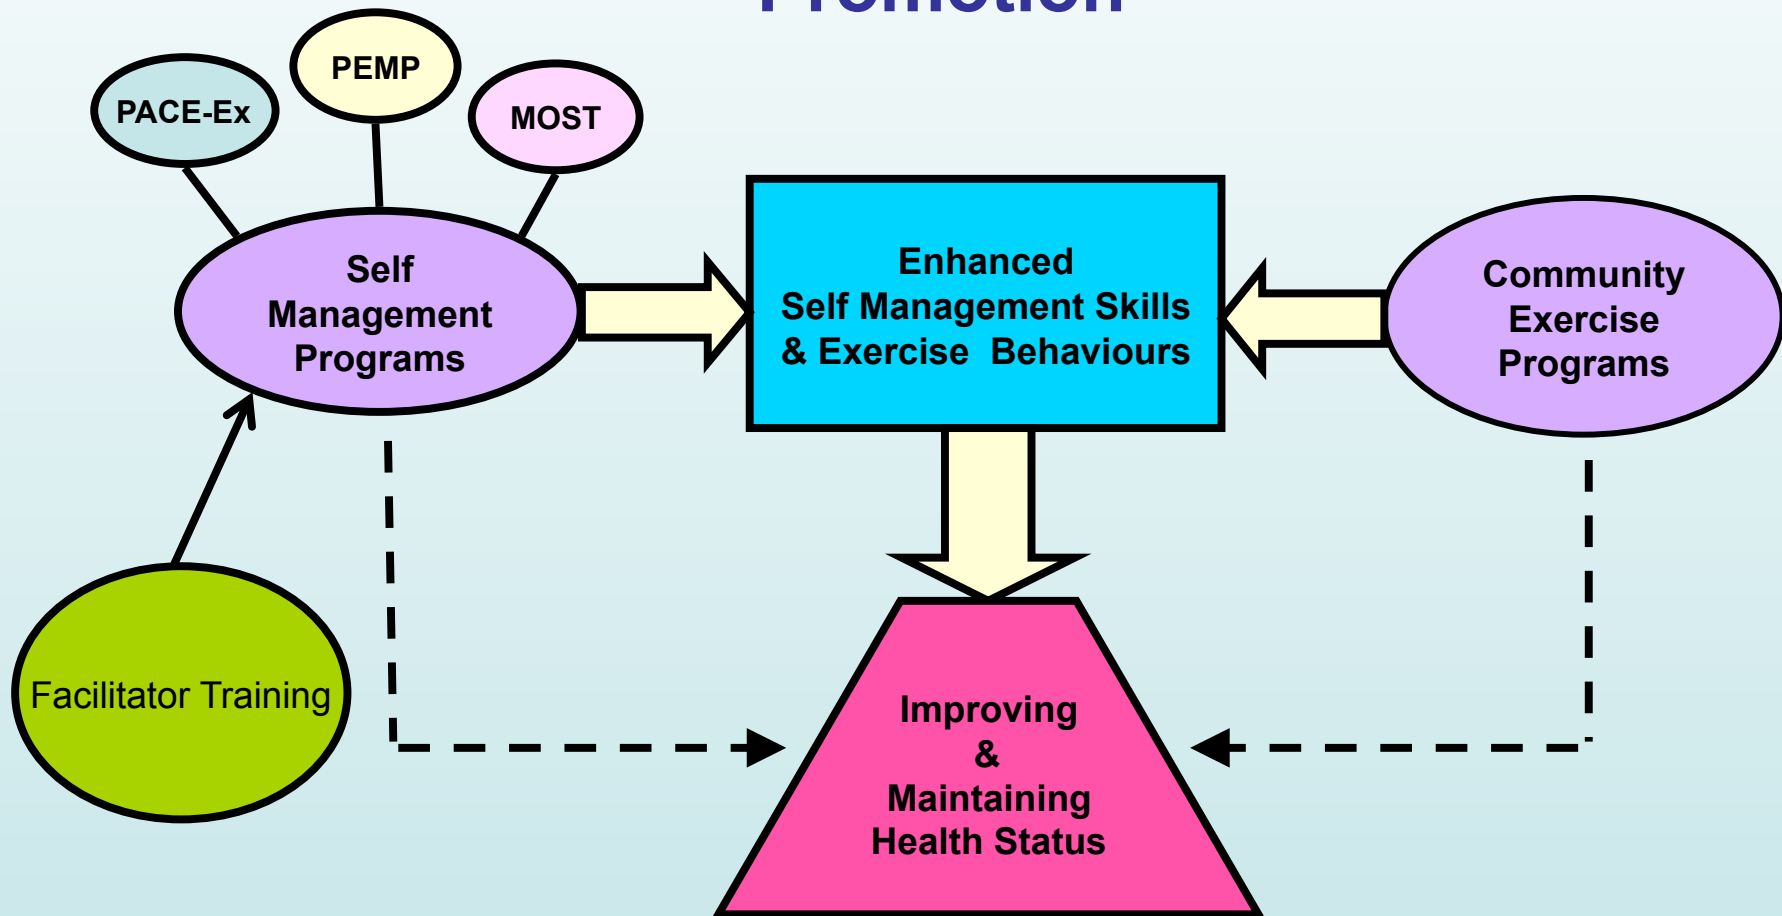 Promotion
PACE-Ex
PEMP
MOST
Self
Management
Programs
Enhanced
Self Management Skills
& Exercise  Behaviours
Community
Exercise
Programs
Facilitator Training
Improving
&
Maintaining
Health Status